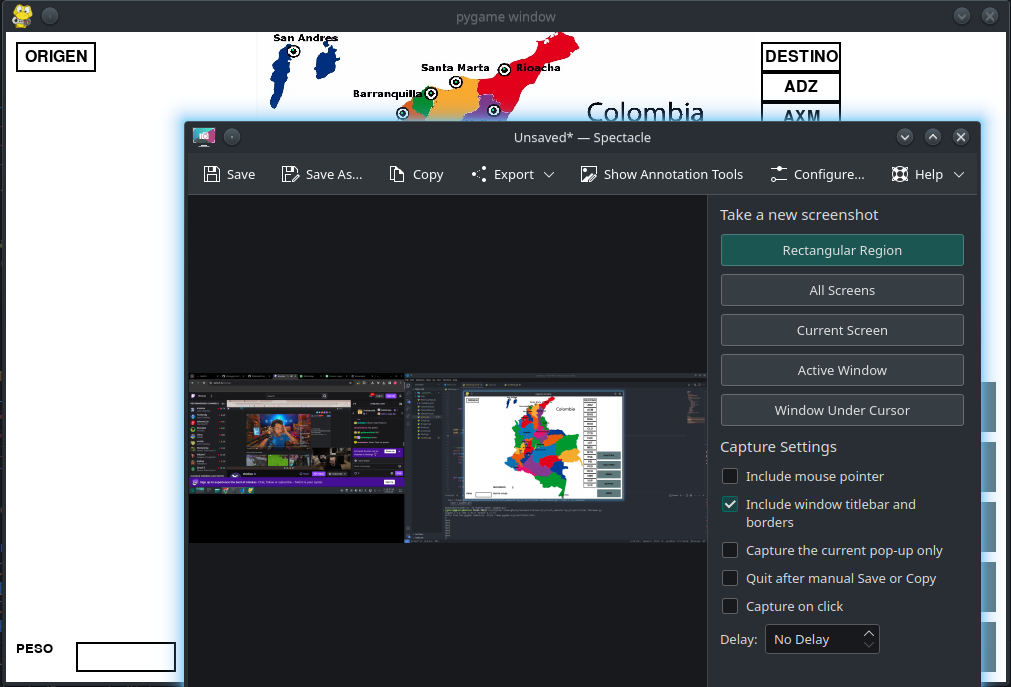 pygame window
ORIGEN
San Andres
Santa Marta
Rioacha
Barranquilla
Colombia
DESTINO
ADZ
AXM
Unsaved* — Spectacle
Save
Save As...
Copy
Export
Show Annotation Tools
Configure...
Help
Take a new screenshot
Rectangular Region
All Screens
Current Screen
Active Window
Window Under Cursor
Capture Settings
Include mouse pointer
Include window titlebar and
borders
Capture the current pop-up only
Quit after manual Save or Copy
Capture on click
Delay:
No Delay
Colombia
PESO